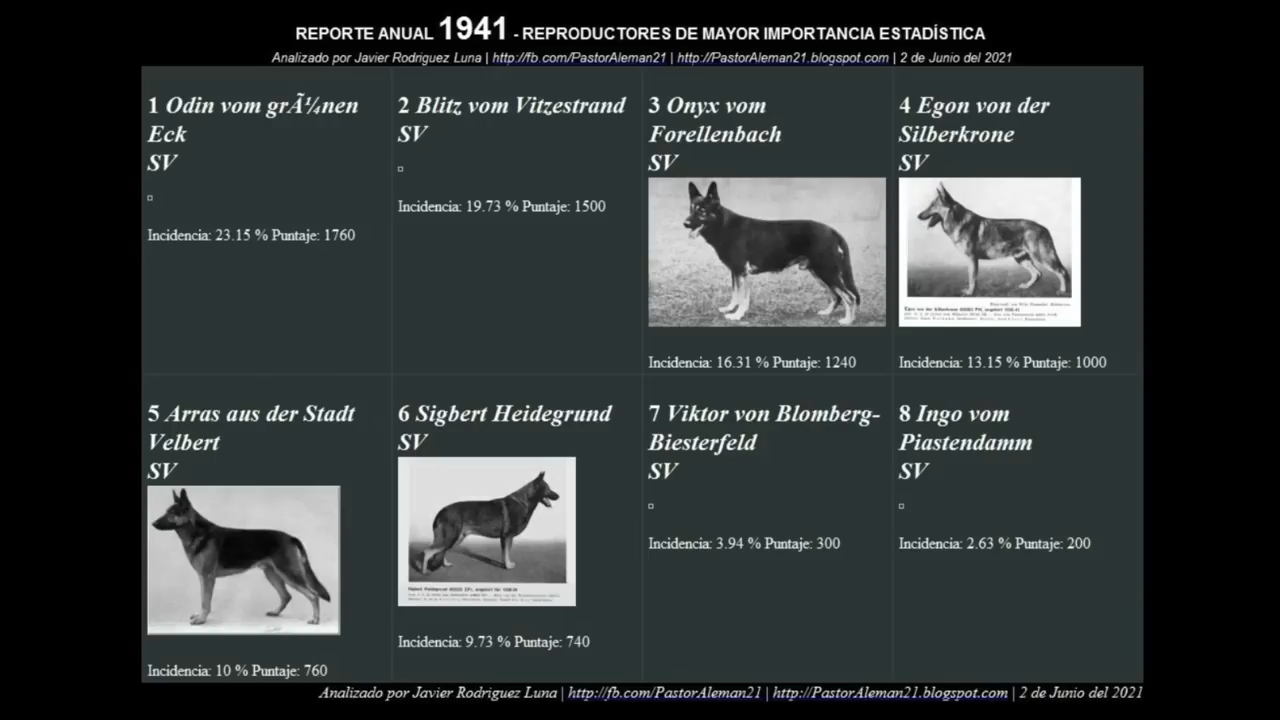 REPORTE ANUAL 1941 - REPRODUCTORES DE MAYOR IMPORTANCIA ESTADÍSTICA
Analizado por Javier Rodriguez Luna | http://fb.com/PastorAleman21 | http://PastorAleman21.blogspot.com | 2 de Junio del 2021
1 Odin vom grÃ¼nen
Eck
SV
Incidencia: 23.15 % Puntaje: 1760
2 Blitz vom Vitzestrand
SV
Incidencia: 19.73 % Puntaje: 1500
3 Onyx vom
Forellenbach
SV
Incidencia: 16.31 % Puntaje: 1240
4 Egon von der
Silberkrone
SV
Incidencia: 13.15 % Puntaje: 1000
5 Arras aus der Stadt
Velbert
SV
Incidencia: 10 % Puntaje: 760
6 Sigbert Heidegrund
SV
Incidencia: 9.73 % Puntaje: 740
7 Viktor von Blomberg-
Biesterfeld
SV
Incidencia: 3.94 % Puntaje: 300
8 Ingo vom
Piastendamm
SV
Incidencia: 2.63 % Puntaje: 200
Analizado por Javier Rodriguez Luna | http://fb.com/PastorAleman21 | http://PastorAleman21.blogspot.com | 2 de Junio del 2021